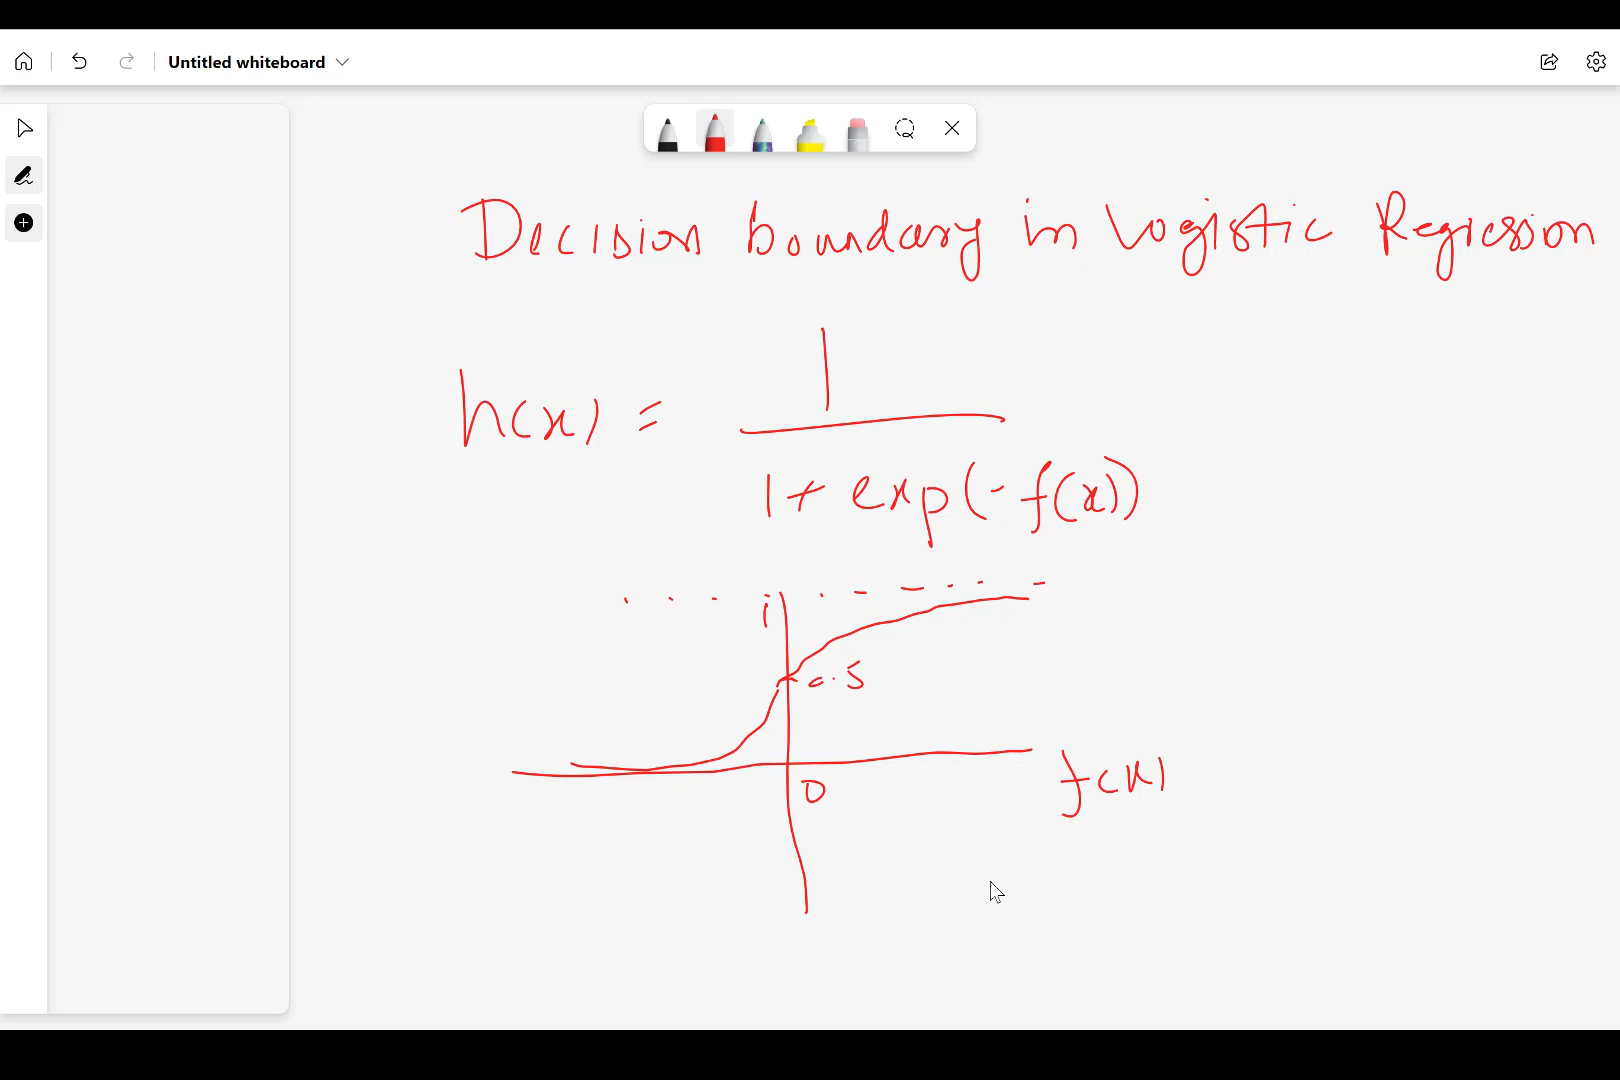 Untitled whiteboard
Decision boundary in Logistic Regression
h(x) = 1
1 + exp(-f(x))
1
0.5
0
f(x)